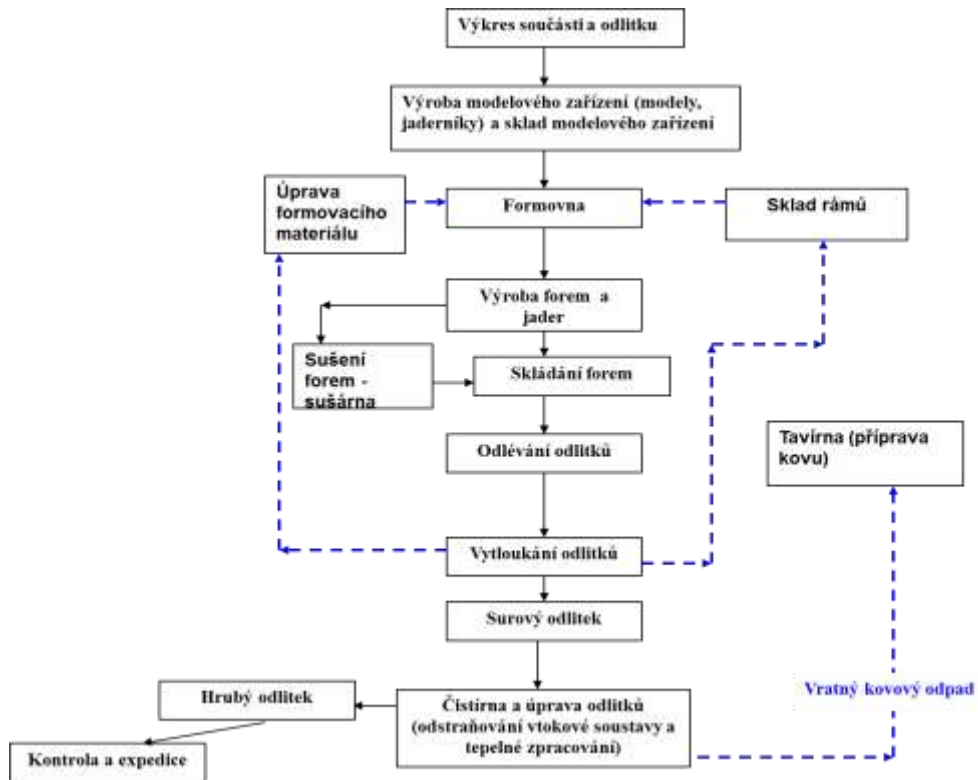 Výkres součásti a odlitku
Výroba modelového zařízení (modely,
jaderníky) a sklad modelového zařízení
Úprava
formovacího
materiálu
Formovna
Sklad rámů
Výroba forem a
jader
Sušení
forem -
sušárna
Skládání forem
Odlévání odlitků
Tavírna (příprava
kovu)
Vytloukání odlitků
Surový odlitek
Hrubý odlitek
Čistírna a úprava odlitků
(odstraňování vtokové soustavy a
tepelné zpracování)
Vratný kovový odpad
Kontrola a expedice